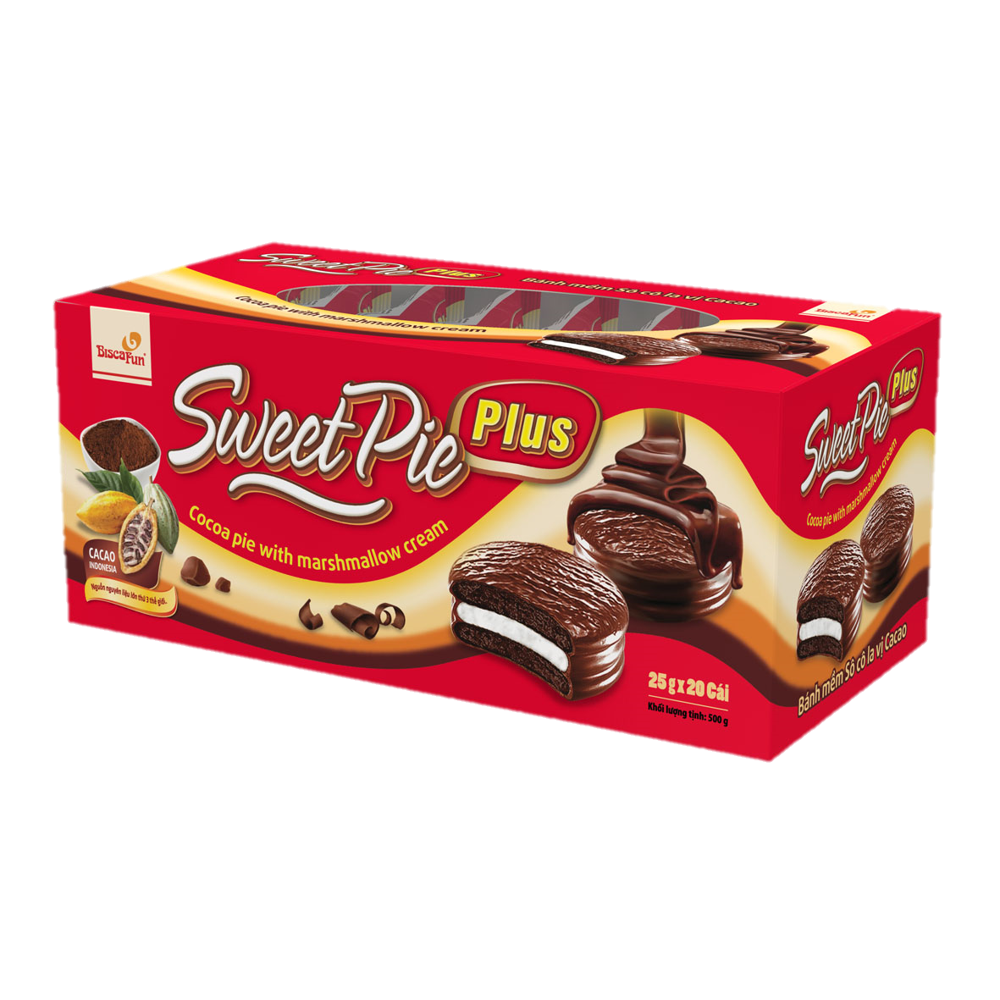 Sweet Pie Plus
Bánh mềm Sô cô la vị Cacao
Cocoa pie with marshmallow cream
BISCAFUN
BISCAFUN®
Sweet Pie Plus
Cocoa pie with marshmallow cream
CACAO
INDONESIA
Nguồn nguyên liệu lớn thứ 3 thế giới..
25g x 20 Cái
Khối lượng tịnh: 500 g
Sweet Pie Plus
Cocoa pie with marshmallow cream
Bánh mềm Sô cô la vị Cacao